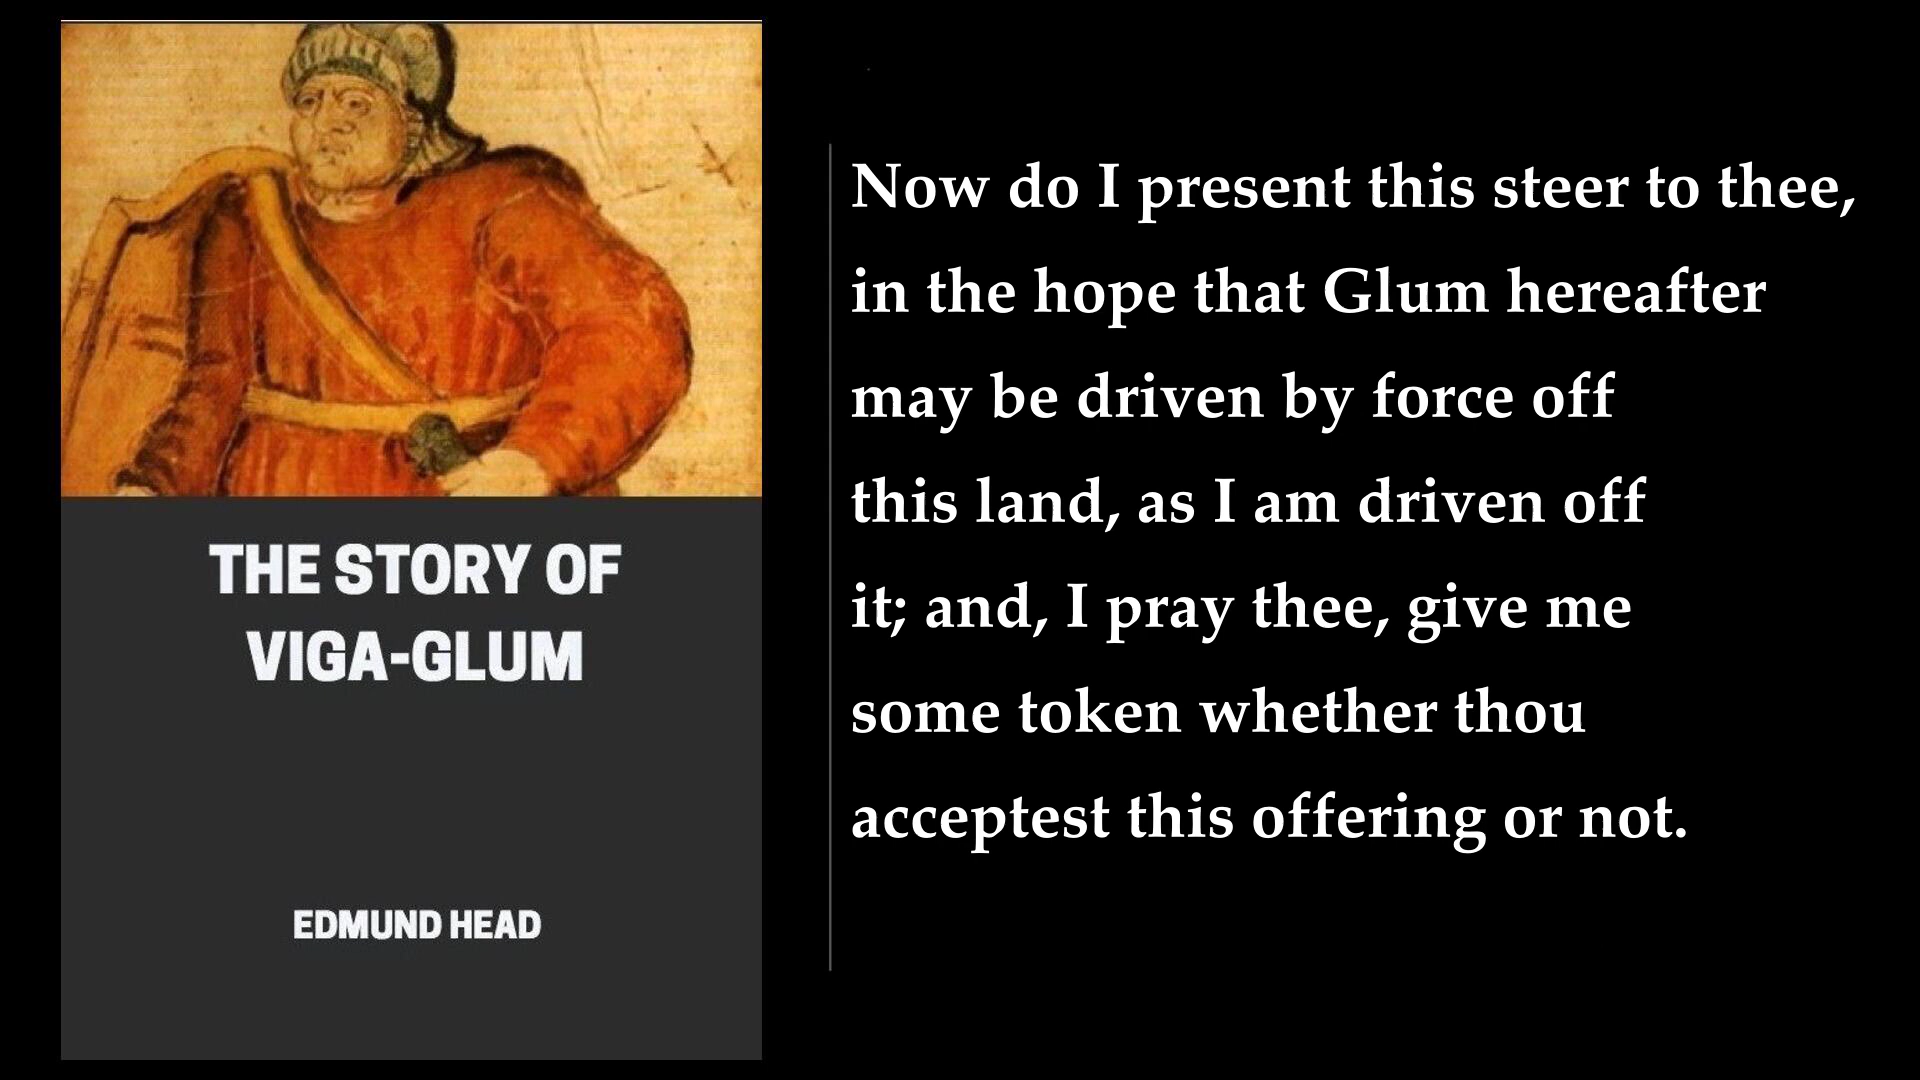 THE STORY OF
VIGA-GLUM
EDMUND HEAD
Now do I present this steer to thee,
in the hope that Glum hereafter
may be driven by force off
this land, as I am driven off
it; and, I pray thee, give me
some token whether thou
acceptest this offering or not.